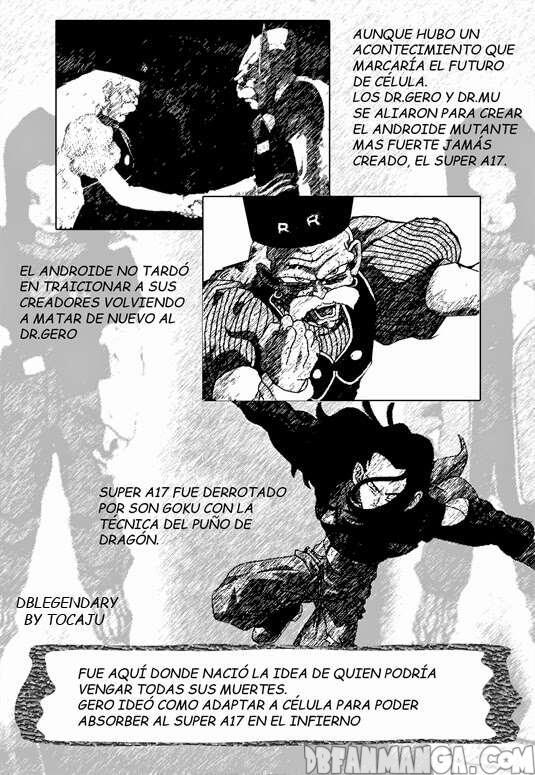 AUNQUE HUBO UN
ACONTECIMIENTO QUE
MARCARÍA EL FUTURO
DE CÉLULA.
LOS DR.GERO Y DR.MU
SE ALIARON PARA CREAR
EL ANDROIDE MUTANTE
MAS FUERTE JAMÁS
CREADO, EL SUPER A17.
R R
EL ANDROIDE NO TARDÓ
EN TRAICIONAR A SUS
CREADORES VOLVIENDO
A MATAR DE NUEVO AL
DR.GERO
SUPER A17 FUE DERROTADO
POR SON GOKU CON LA
TÉCNICA DEL PUÑO DE
DRAGÓN.
DBLEGENDARY
BY TOCAJU
FUE AQUÍ DONDE NACIÓ LA IDEA DE QUIEN PODRÍA
VENGAR TODAS SUS MUERTES.
GERO IDEÓ COMO ADAPTAR A CÉLULA PARA PODER
ABSORBER AL SUPER A17 EN EL INFIERNO
DBFANMANGA.COM